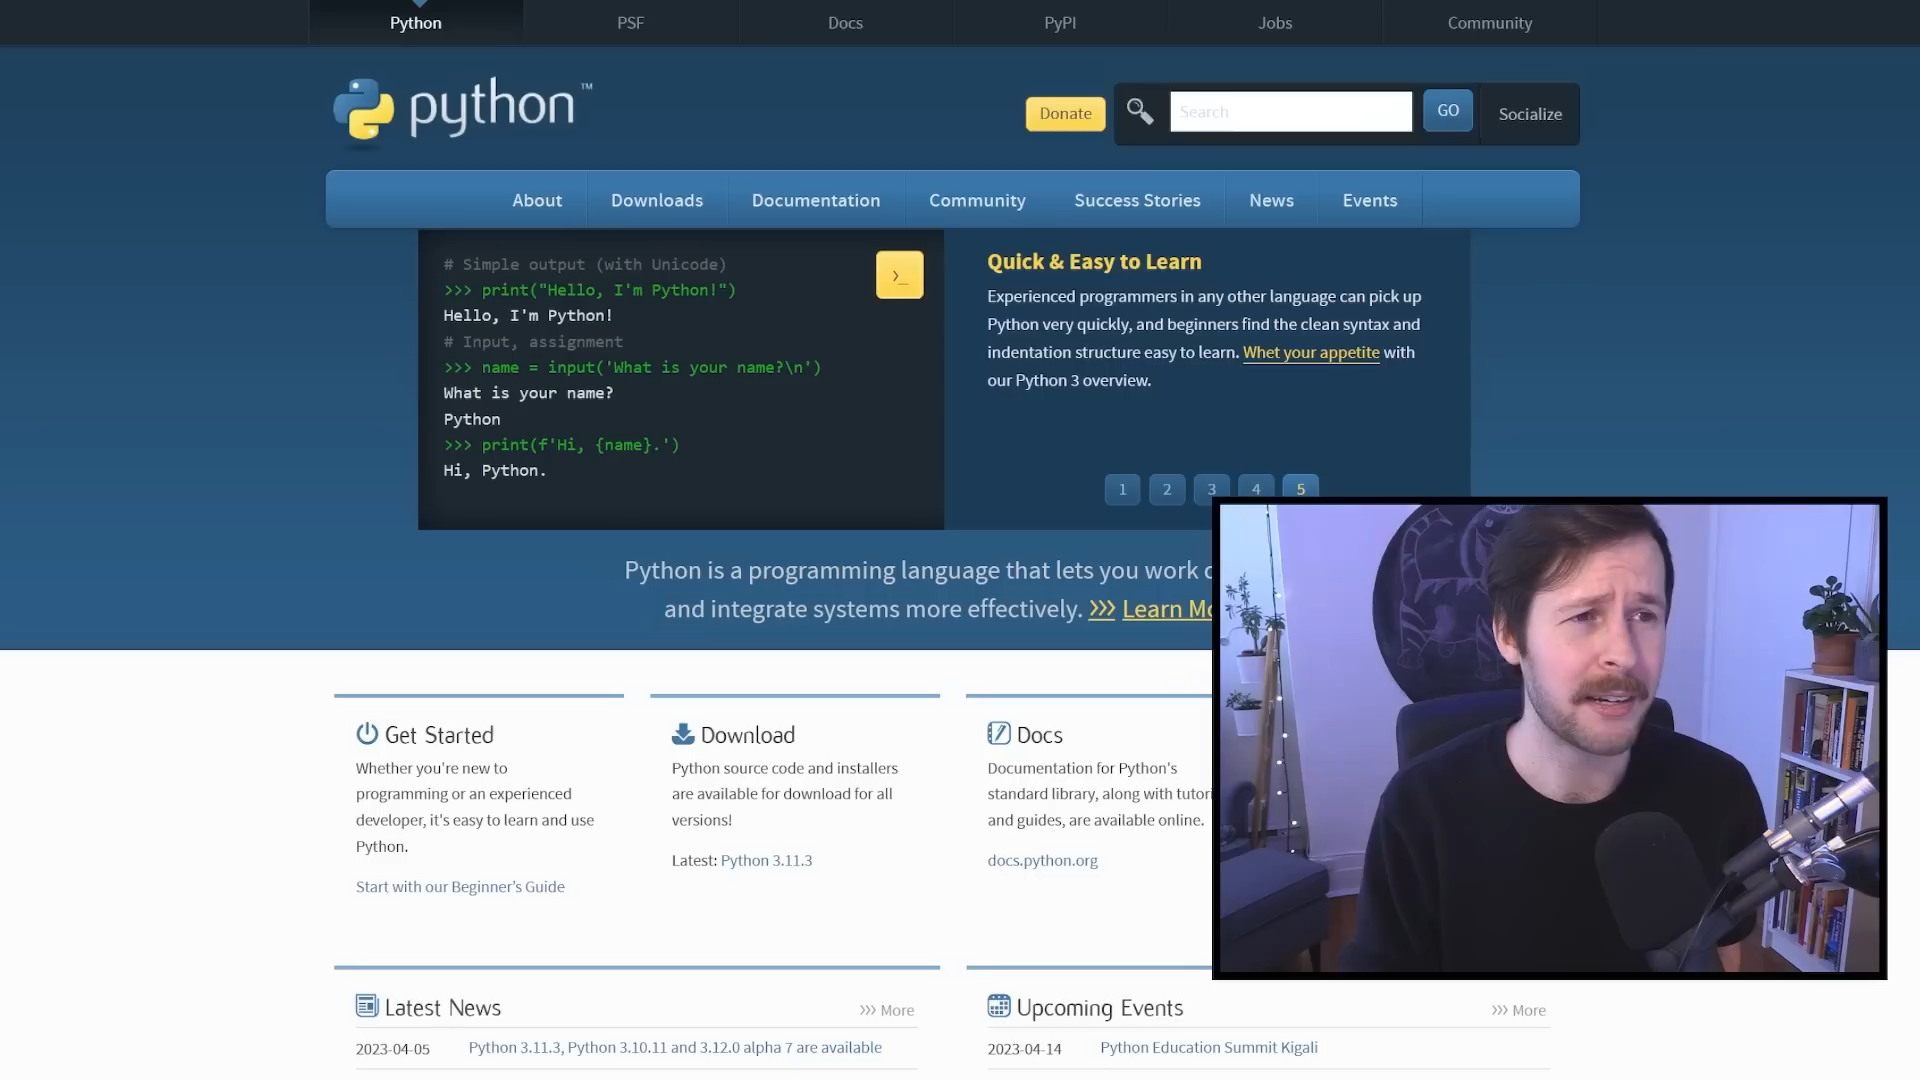 Python
PSF
Docs
PyPI
Jobs
Community
python™
Donate
Search
GO
Socialize
About
Downloads
Documentation
Community
Success Stories
News
Events
# Simple output (with Unicode)
>>> print("Hello, I'm Python!")
Hello, I'm Python!
# Input, assignment
>>> name = input('What is your name?\n')
What is your name?
Python
>>> print(f'Hi, {name}.')
Hi, Python.
>_
Quick & Easy to Learn
Experienced programmers in any other language can pick up
Python very quickly, and beginners find the clean syntax and
indentation structure easy to learn. Whet your appetite with
our Python 3 overview.
1
2
3
4
5
Python is a programming language that lets you work
and integrate systems more effectively. >>> Learn
Get Started
Whether you're new to
programming or an experienced
developer, it's easy to learn and use
Python.
Start with our Beginner’s Guide
Download
Python source code and installers
are available for download for all
versions!
Latest: Python 3.11.3
Docs
Documentation for Python's
standard library, along with
and guides, are available online.
docs.python.org
Latest News
>>> More
2023-04-05 Python 3.11.3, Python 3.10.11 and 3.12.0 alpha 7 are available
Upcoming Events
>>> More
2023-04-14 Python Education Summit Kigali